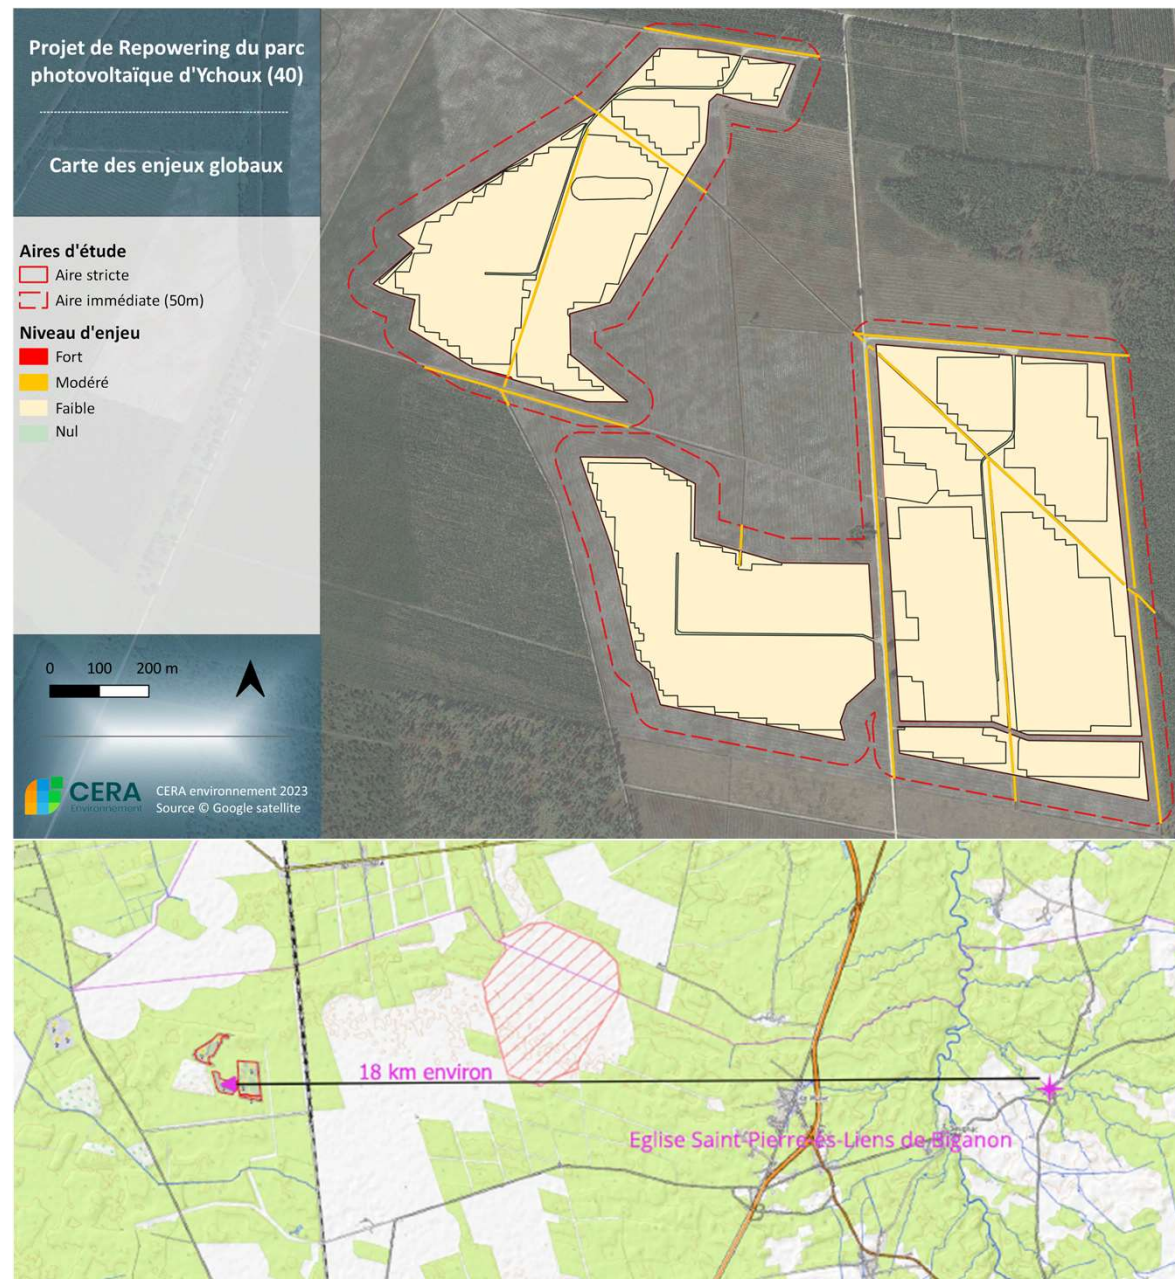 Projet de Repowering du parc
photovoltaïque d'Ychoux (40)
Carte des enjeux globaux
Aires d'étude
Aire stricte
Aire immédiate (50m)
Niveau d'enjeu
Fort
Modéré
Faible
Nul
0 100 200 m
CERA
Environnement
CERA environnement 2023
Source © Google satellite
18 km environ
Eglise Saint-Pierre-ès-Liens de Biganon